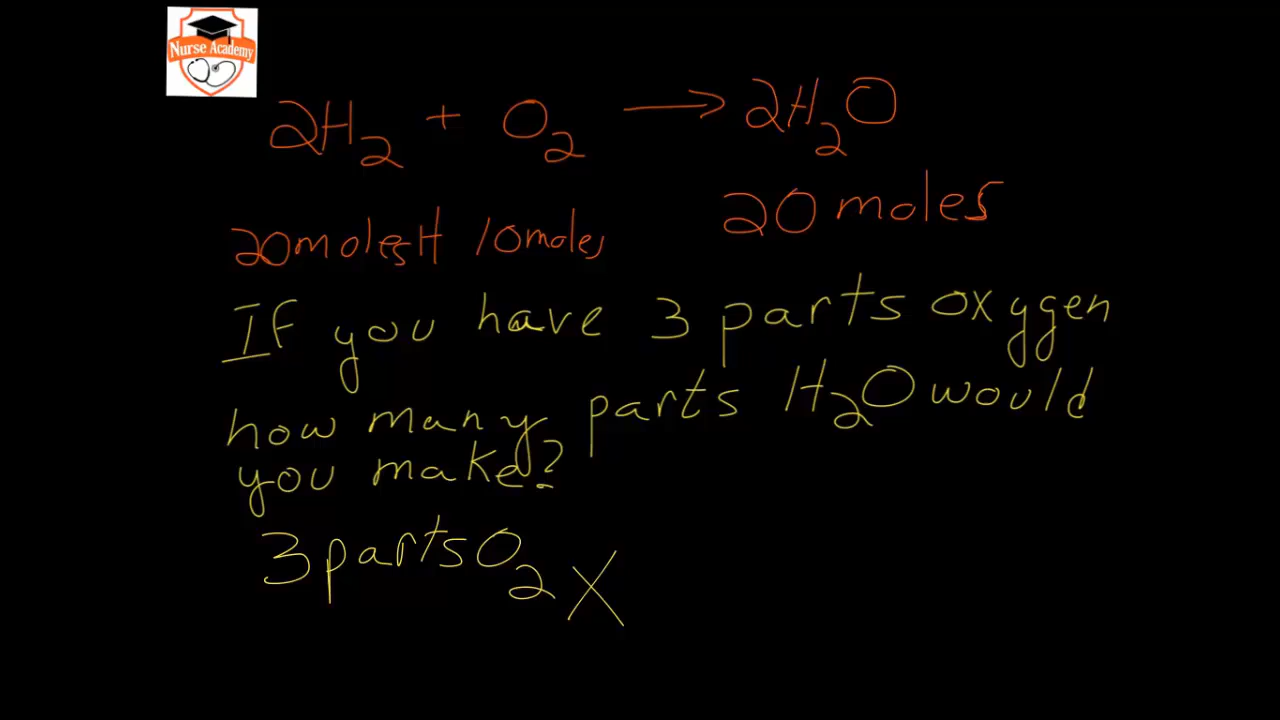 Nurse Academy
2H₂ + O₂ → 2H₂O
20molesH 10moles 20 moles
If you have 3 parts oxygen
how many parts H₂O would
you make?
3partsO₂ X